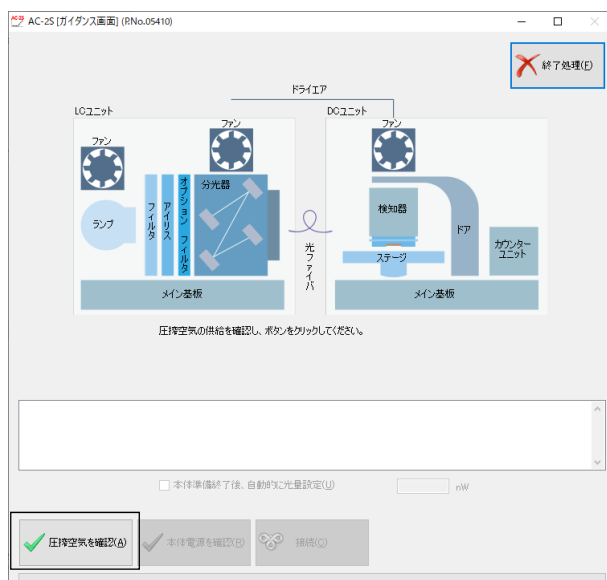 AC-2S [ガイダンス画面] (P.No.05410)
終了処理(F)
ドライエア
LCユニット
DCユニット
ファン
ファン
ファン
ランプ
フィルタ
アイリス
オプション フィルタ
分光器
光ファイバ
検知器
ステージ
ドア
カウンター
ユニット
メイン基板
メイン基板
圧搾空気の供給を確認し、ボタンをクリックしてください。
本体準備終了後、自動的に光量設定(U)
nW
圧搾空気を確認(A)
本体電源を確認(B)
接続(C)